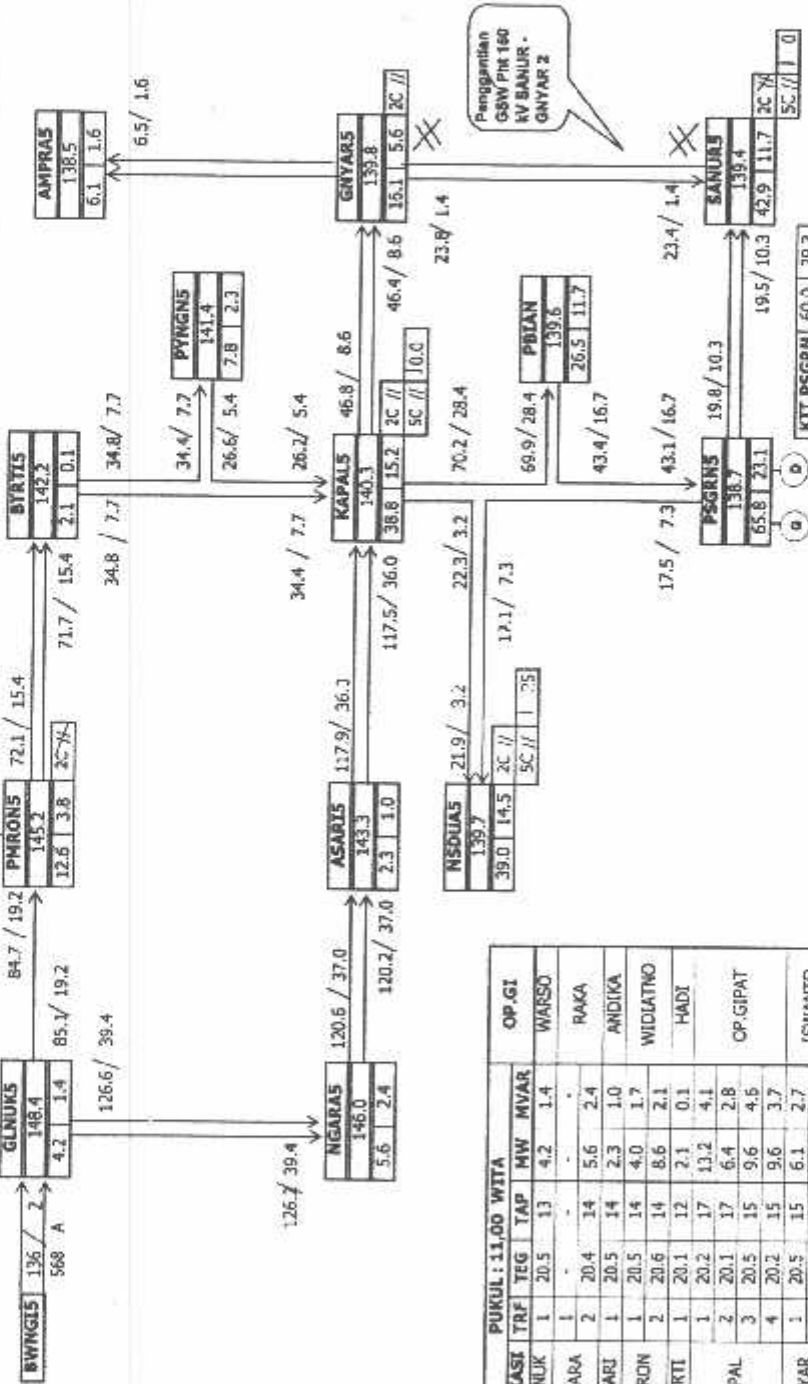 BWNGI5 136 / 2
568 A
GLNUK5
148.4
4.2 1.4
84.7 / 19.2
85.1/ 19.2
126.6/ 39.4
126.2/ 39.4
PMRON5
145.2
12.6 3.8
72.1 / 15.4
71.7 / 15.4
BTRTI5
142.2
2.1 0.1
34.8/ 7.7
34.8 / 7.7
34.4/ 7.7
34.4/ 7.7
PYNGN5
141.4
7.8 2.3
26.6/ 5.4
26.2/ 5.4
AMPRA5
138.5
6.1 1.6
6.5/ 1.6
NGARA5
146.0
5.6 2.4
120.6 / 37.0
120.2/ 37.0
ASARI5
143.3
2.3 1.0
117.9/
117.5/ 36.0
KAPAL5
140.3
38.8 15.2
2C //
5C // 0.0
46.8/ 8.6
46.4/ 8.6
GNYAR5
139.8
16.1 5.6 2C //
23.8/ 1.4
23.4/ 1.4
Penggantian
GSW Pht 150
kV SANUR -
GNYAR 2
70.2/ 28.4
69.9/ 28.4
PBIAN
139.6
26.5 11.7
43.4/ 16.7
43.1/ 16.7
22.3/ 3.2
21.9/ 3.2
NSDUA5
139.7
39.0 14.5
2C //
5C //
17.1/ 7.3
17.5/ 7.3
PSGRN5
138.7
65.8 23.1
G D
19.8/ 10.3
19.5/ 10.3
SANUR5
139.4
42.9 11.7
2C
5C // 0
KIT PSGRN 60.0
PUKUL : 11,00 WITA
ASI TRF TEG TAP MW MVAR OP.GI
NUK 1 20.5 13 4.2 1.4 WARSO
ARA 1 - - - - RAKA
2 20.4 14 5.6 2.4
ARI 1 20.5 14 2.3 1.0 ANDIKA
RON 1 20.5 14 4.0 1.7 WIDIATNO
2 20.6 14 8.6 2.1
RTI 1 20.1 12 2.1 0.1 HADI
PAL 1 20.2 17 13.2 4.1 OP.GIPAT
2 20.1 17 6.4 2.8
3 20.5 15 9.6 4.6
4 20.2 15 9.6 3.7
YAR 1 20.5 15 6.1 2.7